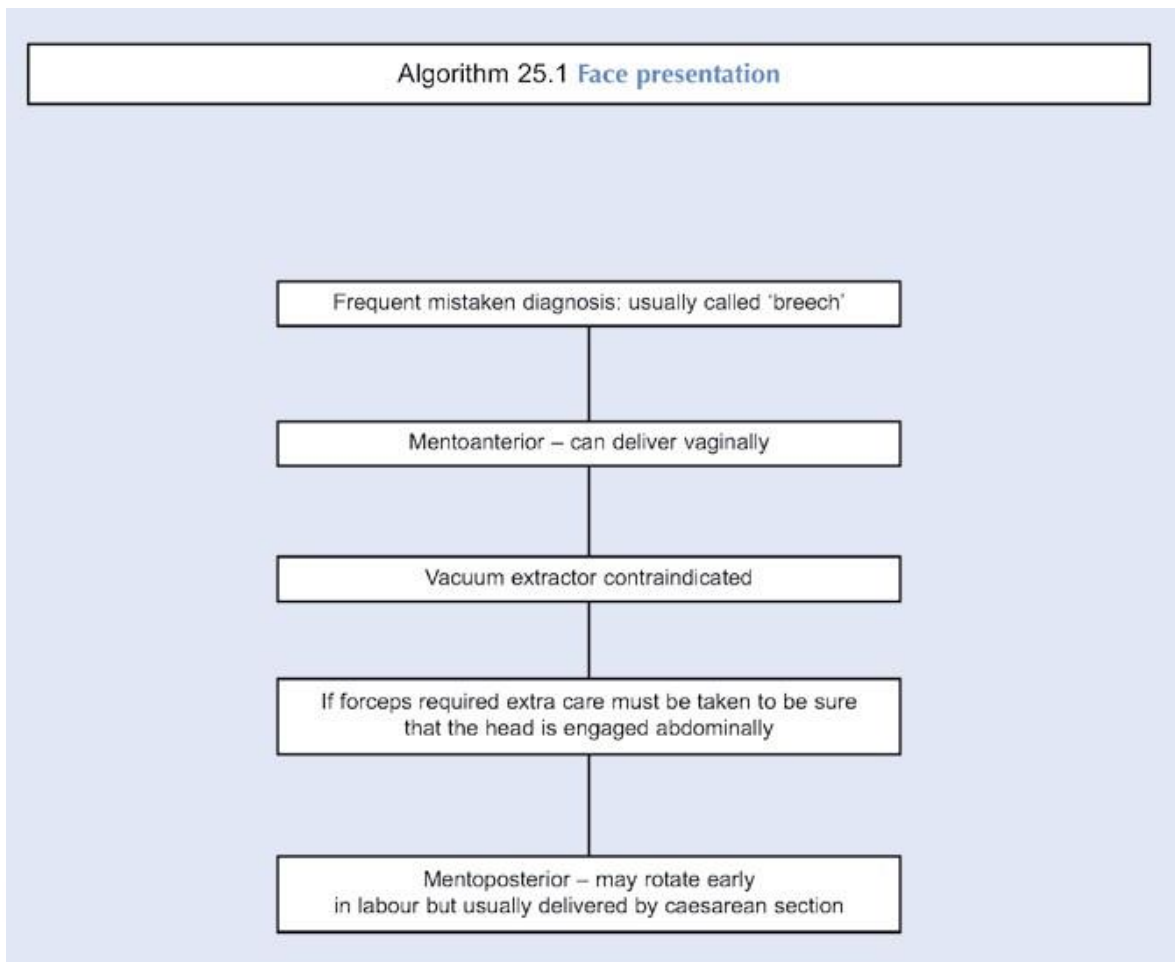 Algorithm 25.1 Face presentation
Frequent mistaken diagnosis: usually called ‘breech’
Mentoanterior – can deliver vaginally
Vacuum extractor contraindicated
If forceps required extra care must be taken to be sure
that the head is engaged abdominally
Mentoposterior – may rotate early
in labour but usually delivered by caesarean section